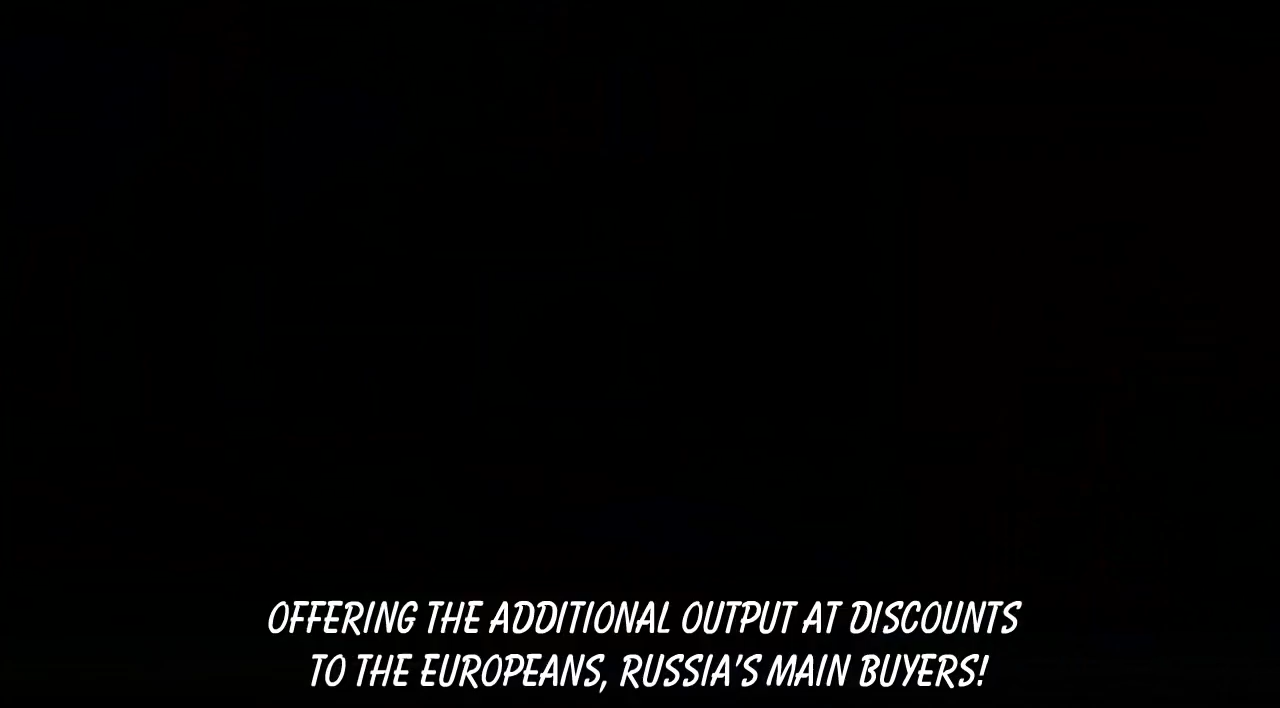 OFFERING THE ADDITIONAL OUTPUT AT DISCOUNTS
TO THE EUROPEANS, RUSSIA'S MAIN BUYERS!